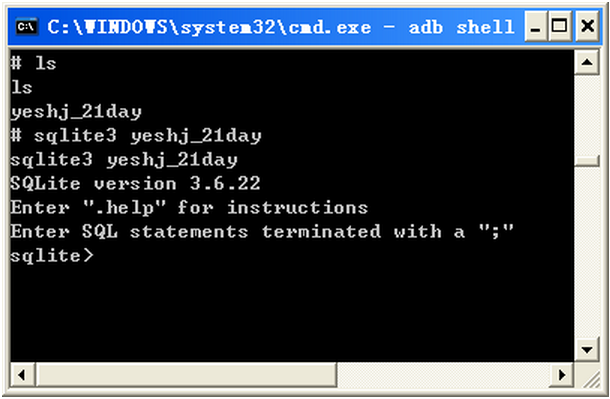 C:\WINDOWS\system32\cmd.exe - adb shell
# ls
ls
yeshj_21day
# sqlite3 yeshj_21day
sqlite3 yeshj_21day
SQLite version 3.6.22
Enter ".help" for instructions
Enter SQL statements terminated with a ";"
sqlite>